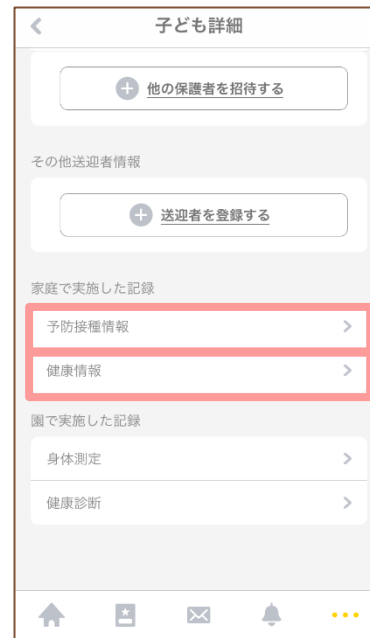 子ども詳細
他の保護者を招待する
その他送迎者情報
送迎者を登録する
家庭で実施した記録
予防接種情報
健康情報
園で実施した記録
身体測定
健康診断